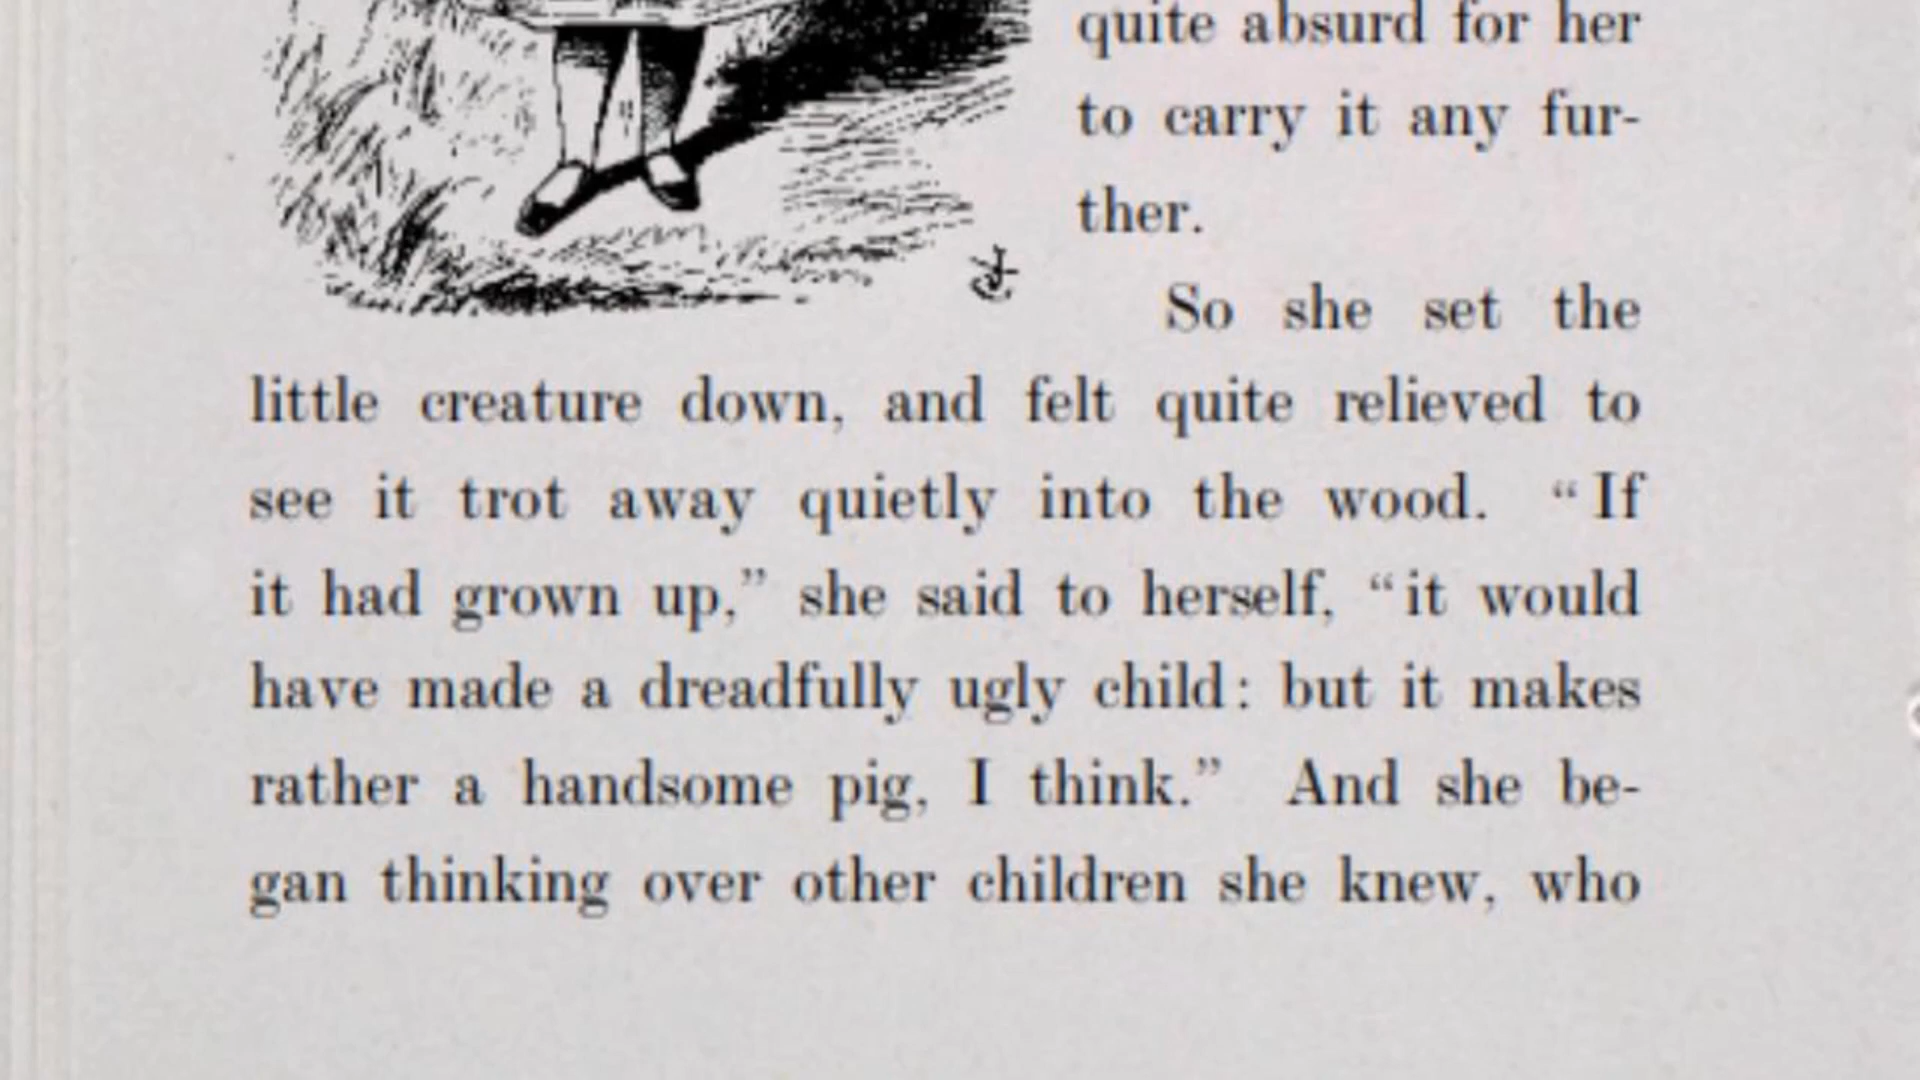 quite absurd for her
to carry it any fur-
ther.
So she set the
little creature down, and felt quite relieved to
see it trot away quietly into the wood. “If
it had grown up,” she said to herself, “it would
have made a dreadfully ugly child: but it makes
rather a handsome pig, I think.” And she be-
gan thinking over other children she knew, who